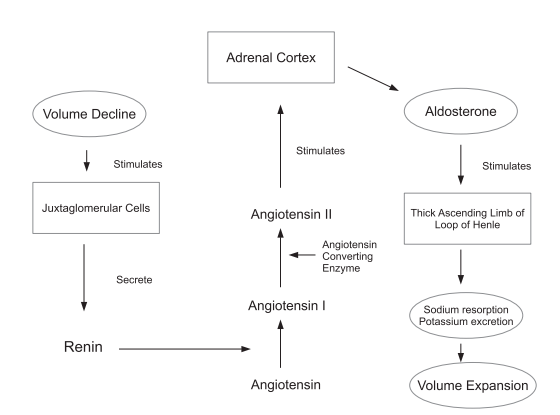 Adrenal Cortex
Volume Decline
Aldosterone
Stimulates
Stimulates
Stimulates
Juxtaglomerular Cells
Angiotensin II
Thick Ascending Limb of
Loop of Henle
Angiotensin
Converting
Enzyme
Secrete
Angiotensin I
Sodium resorption
Potassium excretion
Renin
Angiotensin
Volume Expansion